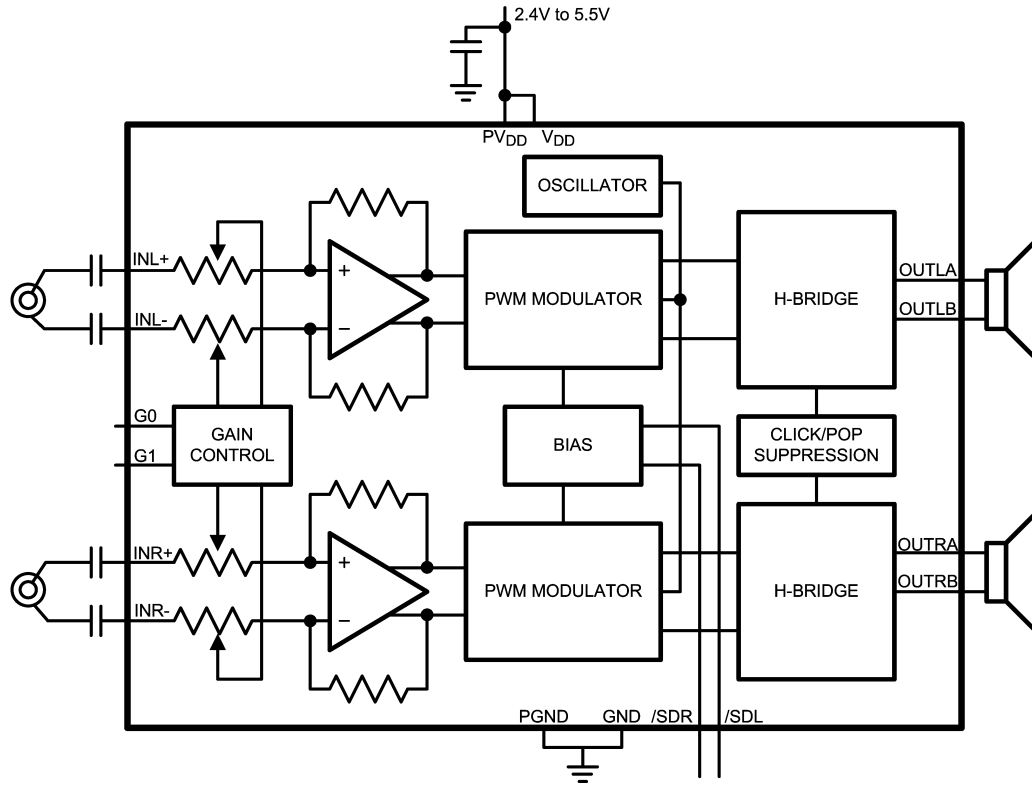 2.4V to 5.5V
PVDD VDD
OSCILLATOR
INL+
+
PWM MODULATOR
H-BRIDGE
OUTLA
OUTLB
INL-
−
G0
G1
GAIN
CONTROL
BIAS
CLICK/POP
SUPPRESSION
INR+
+
PWM MODULATOR
H-BRIDGE
OUTRA
OUTRB
INR-
−
PGND GND /SDR /SDL